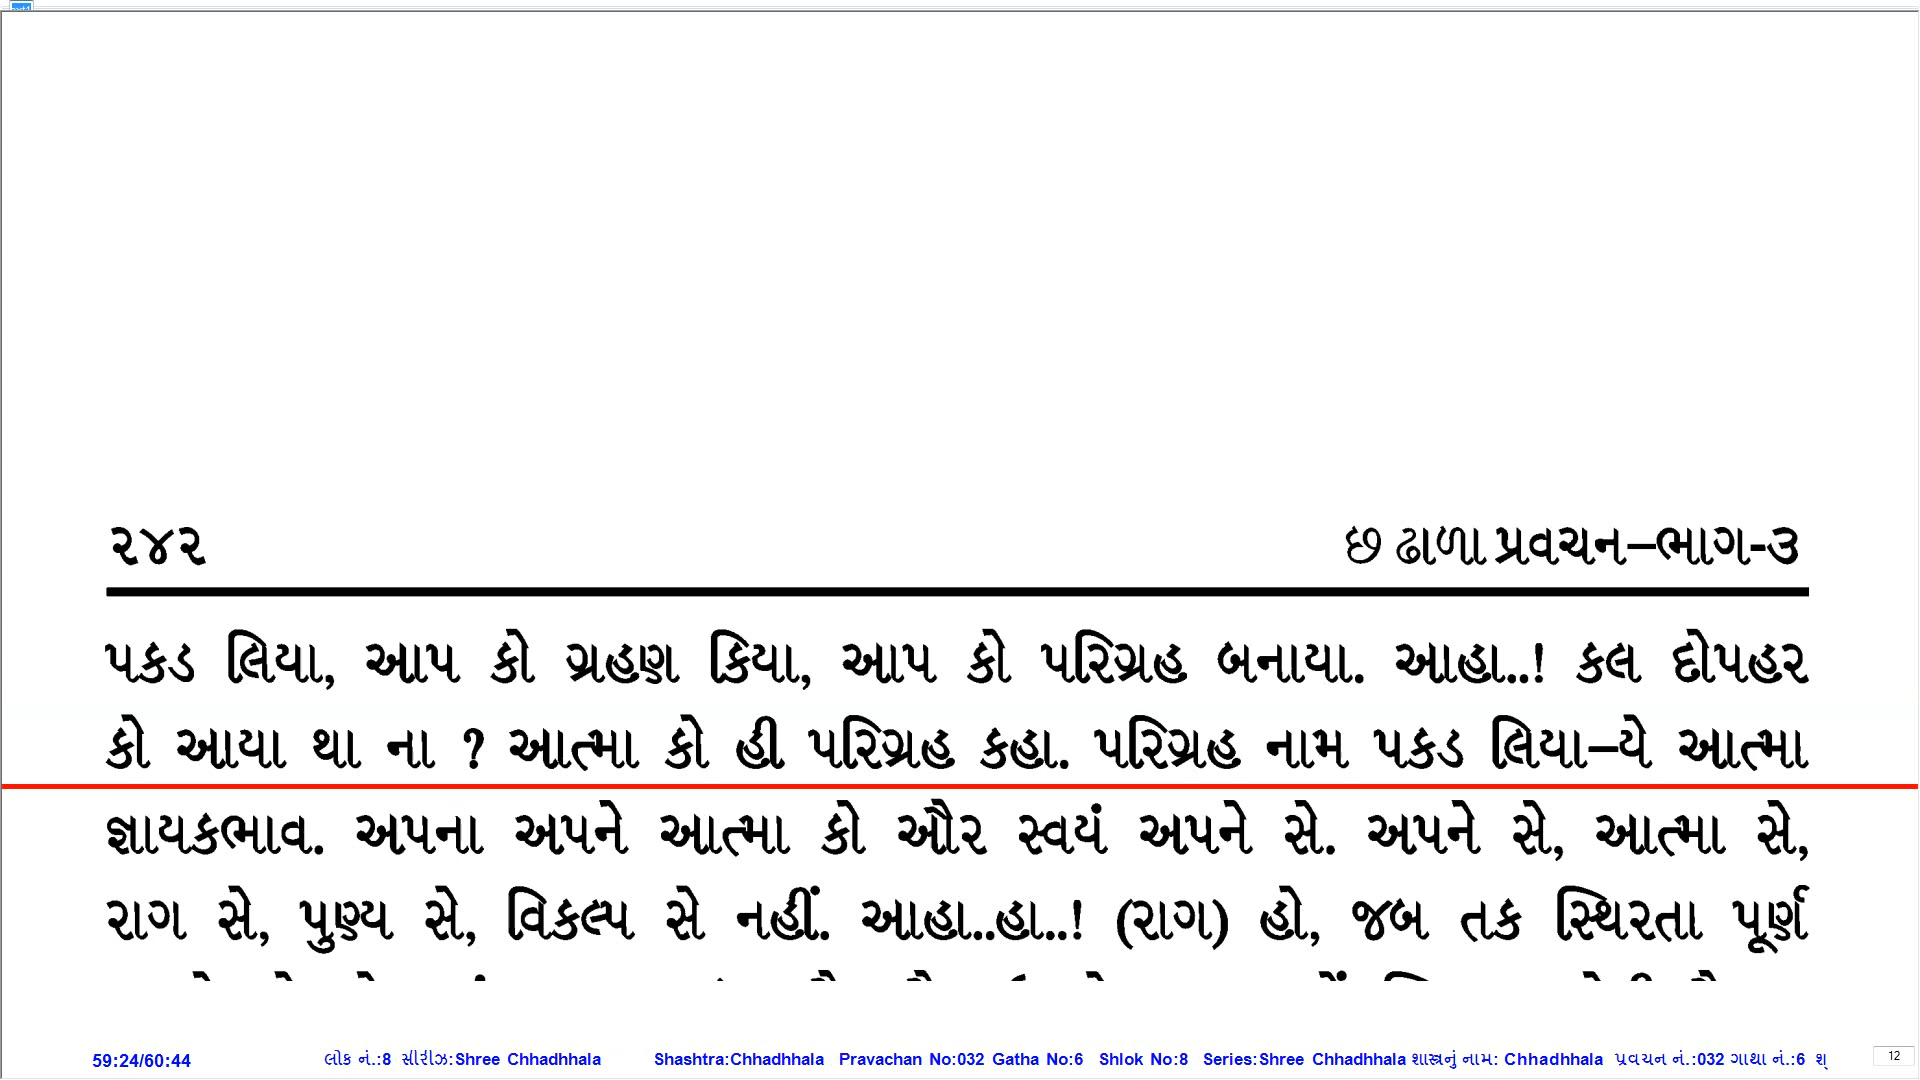 ૨૪૨ છ ઢાળા પ્રવચન–ભાગ-૩
પકડ લિયા, આપ કો ગ્રહણ કિયા, આપ કો પરિગ્રહ બનાયા. આહા..! કલ દોપહર
કો આયા થા ના ? આત્મા કો હી પરિગ્રહ કહા. પરિગ્રહ નામ પકડ લિયા–યે આત્મા
જ્ઞાયકભાવ. અપના અપને આત્મા કો ઔર સ્વયં અપને સે. અપને સે, આત્મા સે,
રાગ સે, પુણ્ય સે, વિકલ્પ સે નહીં. આહા..હા..! (રાગ) હો, જબ તક સ્થિરતા પૂર્ણ
59:24/60:44 લોક નં.:8 સીરીઝ:Shree Chhadhhala Shashtra:Chhadhhala Pravachan No:032 Gatha No:6 Shlok No:8 Series:Shree Chhadhhala શાસ્ત્રનું નામ: Chhadhhala પ્રવચન નં.:032 ગાથા નં.:6 શ્ 12